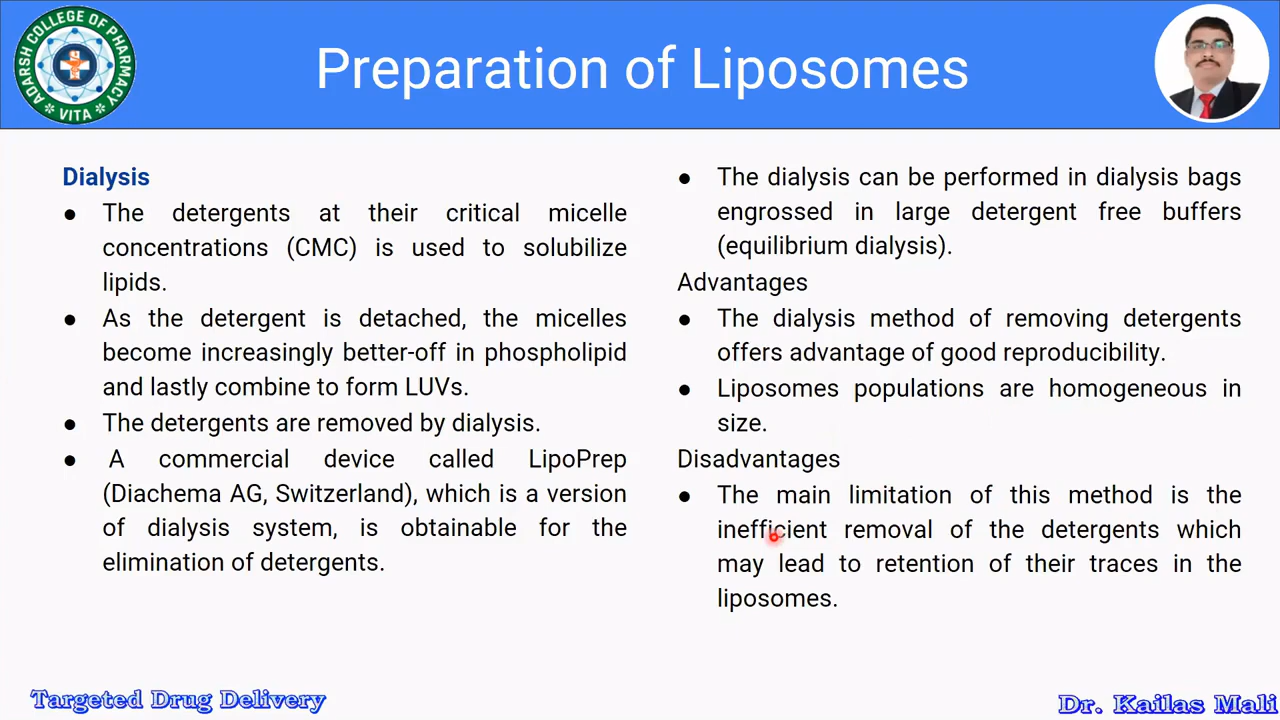 ADARSH COLLEGE OF PHARMACY
VITA
Preparation of Liposomes
Dialysis
● The detergents at their critical micelle
concentrations (CMC) is used to solubilize
lipids.
● As the detergent is detached, the micelles
become increasingly better-off in phospholipid
and lastly combine to form LUVs.
● The detergents are removed by dialysis.
● A commercial device called LipoPrep
(Diachema AG, Switzerland), which is a version
of dialysis system, is obtainable for the
elimination of detergents.
● The dialysis can be performed in dialysis bags
engrossed in large detergent free buffers
(equilibrium dialysis).
Advantages
● The dialysis method of removing detergents
offers advantage of good reproducibility.
● Liposomes populations are homogeneous in
size.
Disadvantages
● The main limitation of this method is the
inefficient removal of the detergents which
may lead to retention of their traces in the
liposomes.
Targeted Drug Delivery
Dr. Kailas Mali